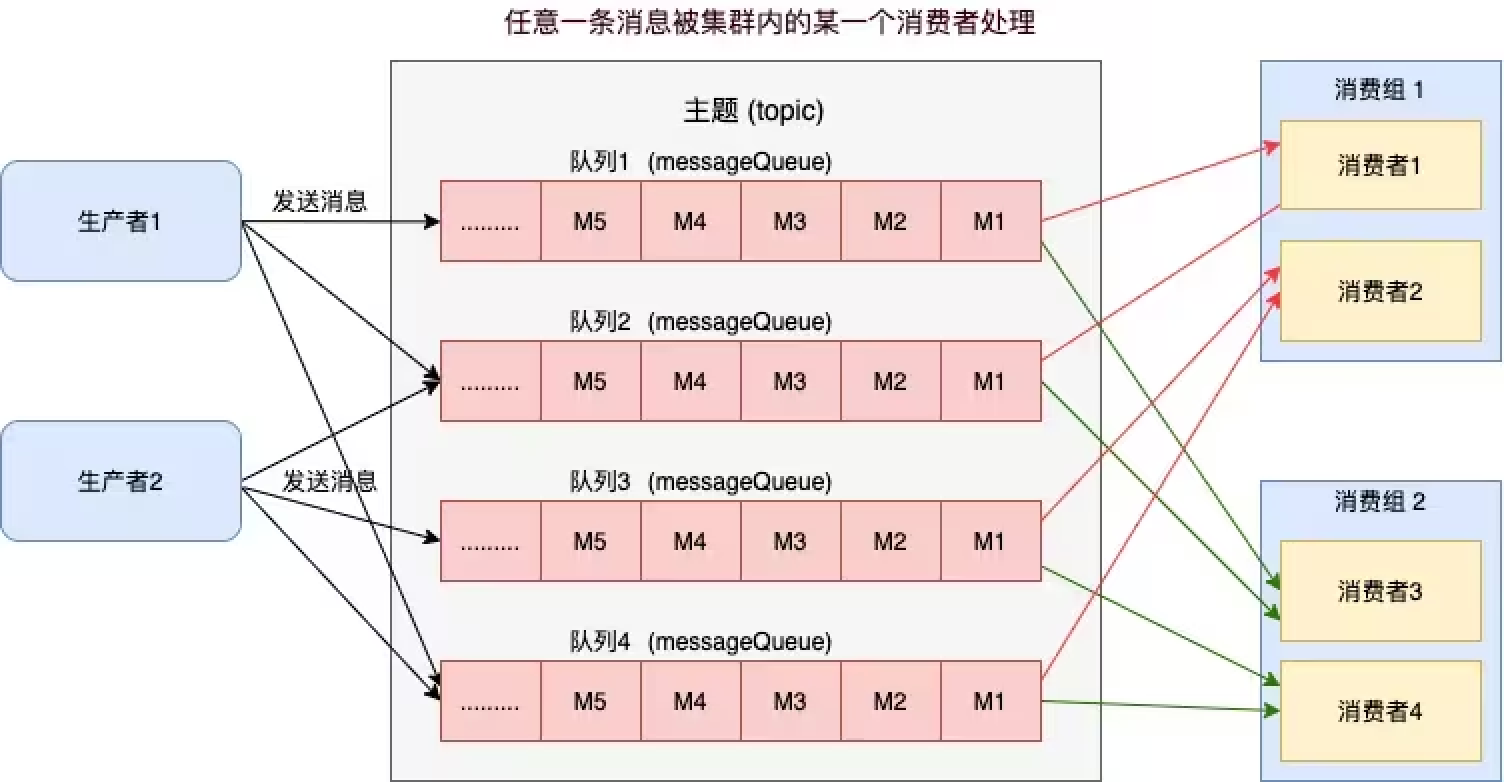 任意一条消息被集群内的某一个消费者处理
主题 (topic)
生产者1
发送消息
生产者2
发送消息
队列1 (messageQueue)
......... M5 M4 M3 M2 M1
队列2 (messageQueue)
......... M5 M4 M3 M2 M1
队列3 (messageQueue)
......... M5 M4 M3 M2 M1
队列4 (messageQueue)
......... M5 M4 M3 M2 M1
消费组 1
消费者1
消费者2
消费组 2
消费者3
消费者4